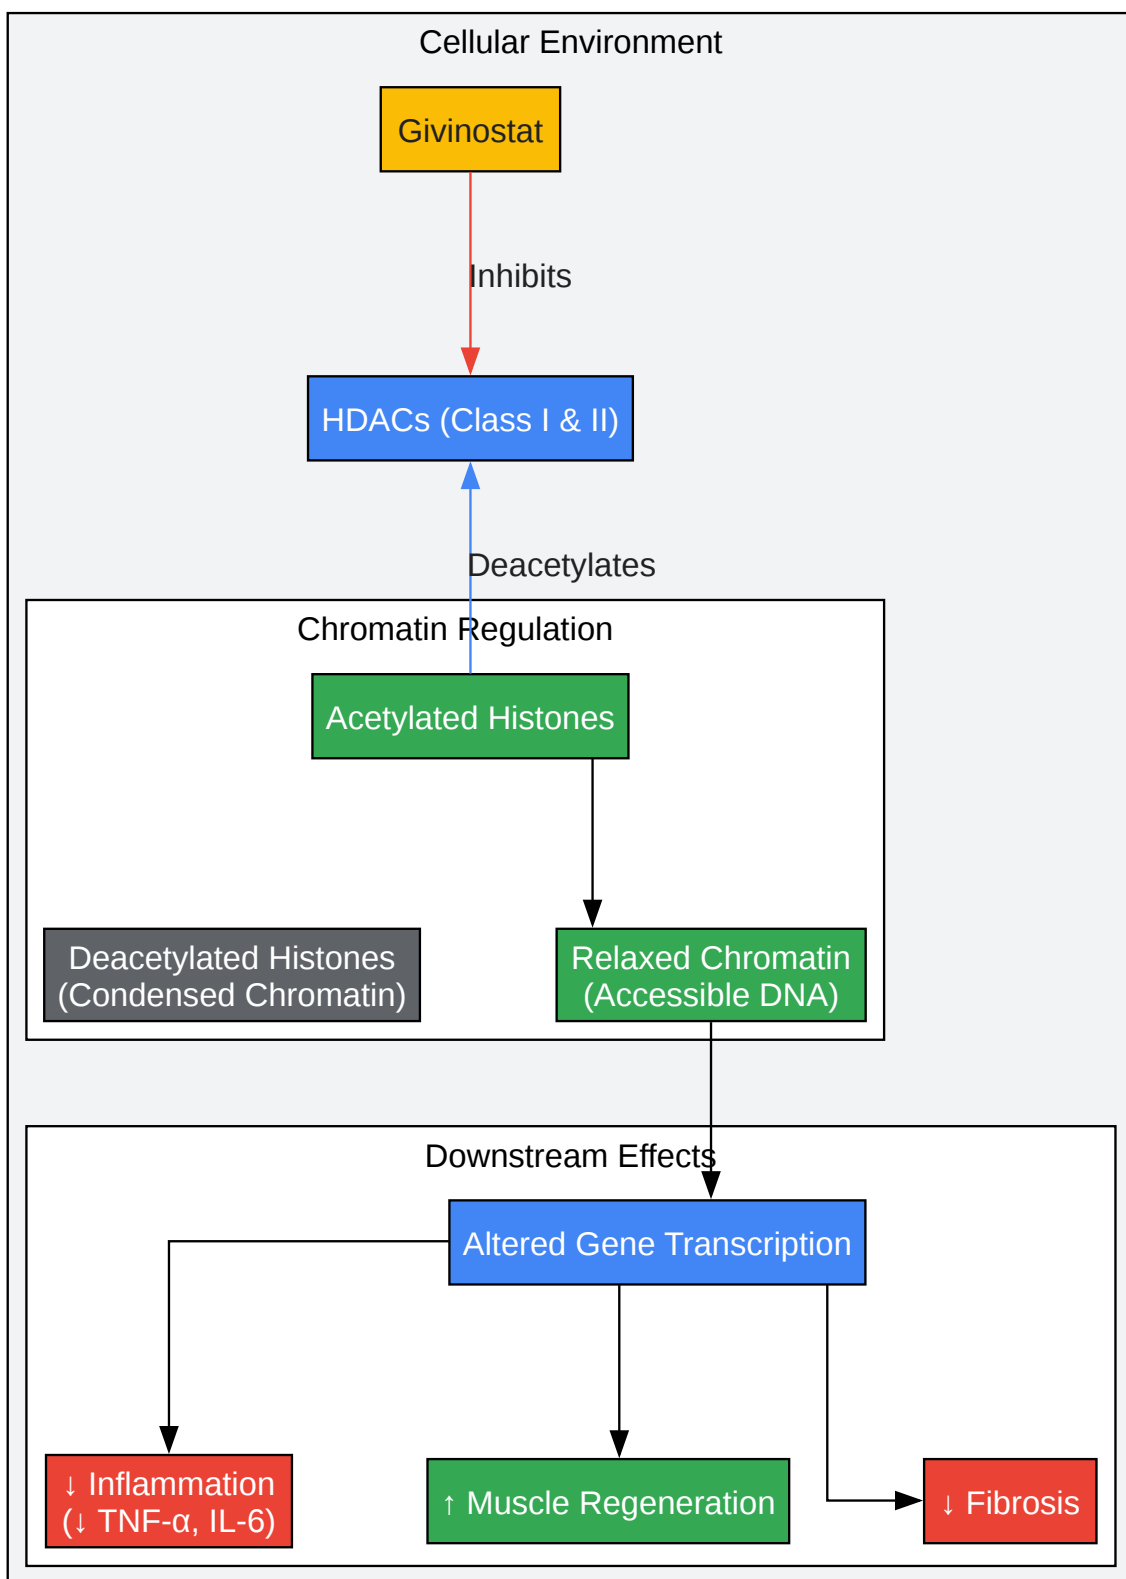 Cellular Environment
Givinostat
Inhibits
HDACs (Class I & II)
Deacetylates
Chromatin Regulation
Acetylated Histones
Deacetylated Histones
(Condensed Chromatin)
Relaxed Chromatin
(Accessible DNA)
Downstream Effects
Altered Gene Transcription
↓ Inflammation
(↓ TNF-α, IL-6)
↑ Muscle Regeneration
↓ Fibrosis